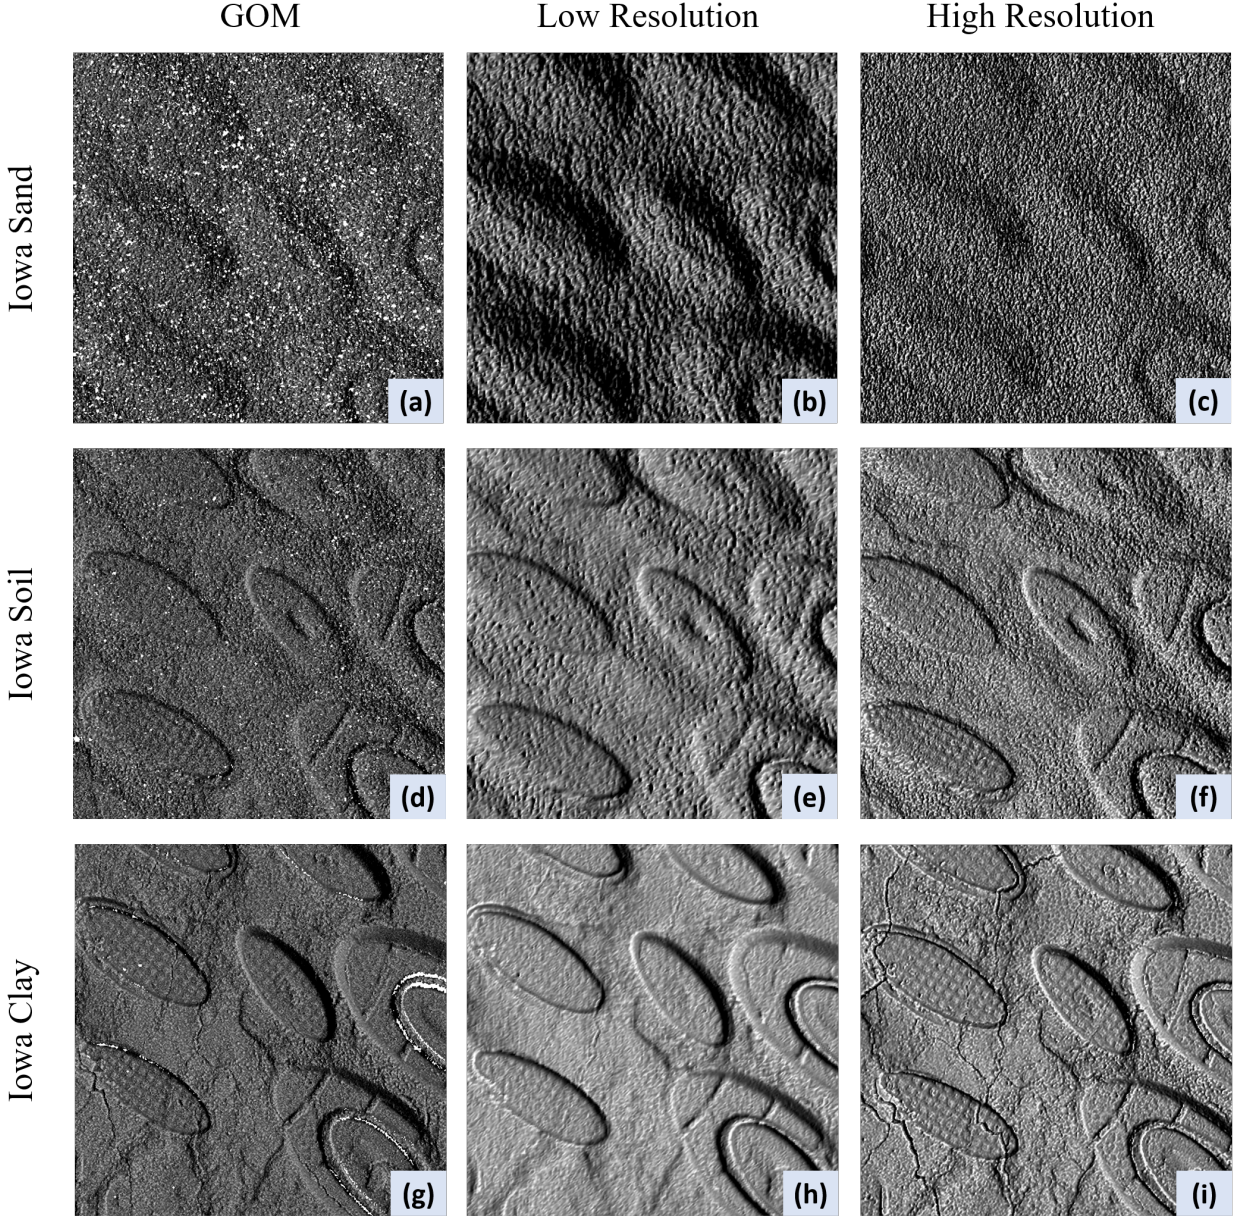 GOM Low Resolution High Resolution
Iowa Sand
(a) (b) (c)
Iowa Soil
(d) (e) (f)
Iowa Clay
(g) (h) (i)